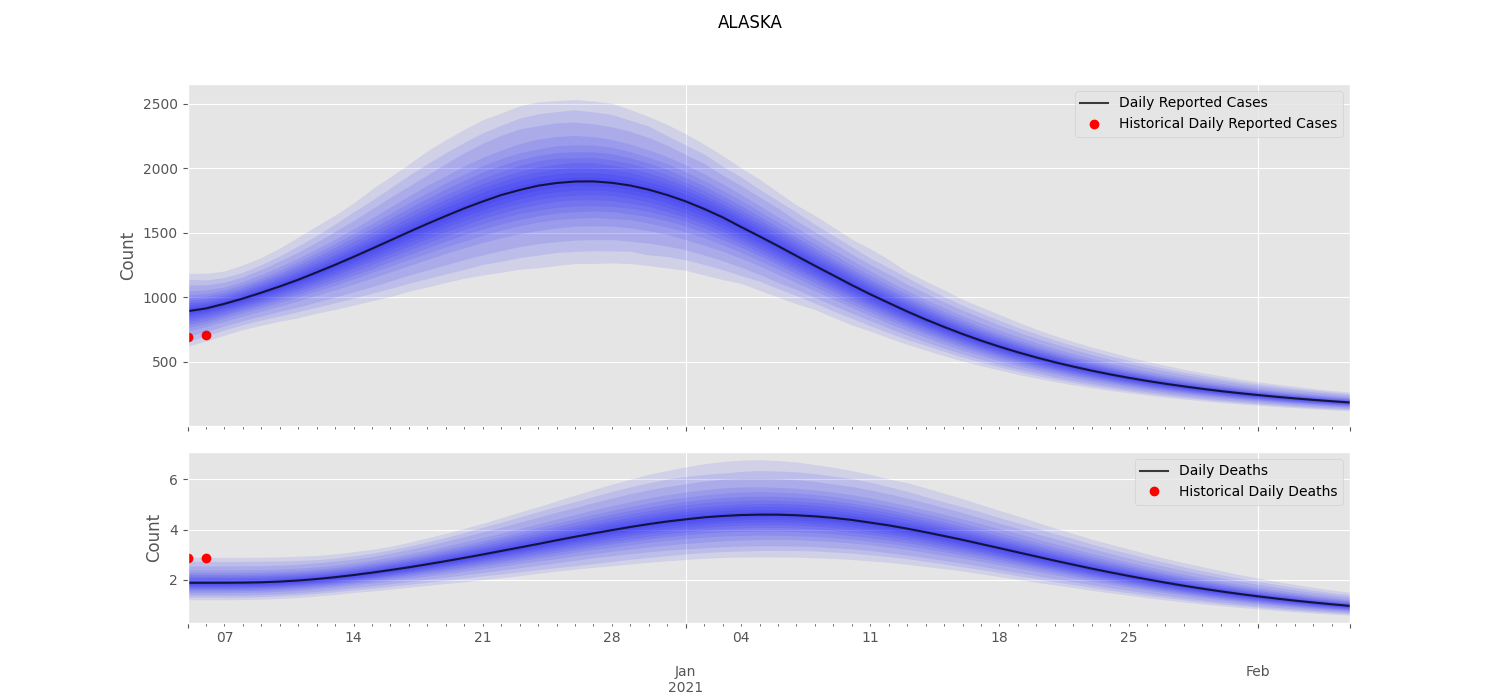 ALASKA
2500
2000
1500
1000
500
Count
Daily Reported Cases
Historical Daily Reported Cases
6
4
2
Count
Daily Deaths
Historical Daily Deaths
07 14 21 28 04 11 18 25
Jan Feb
2021